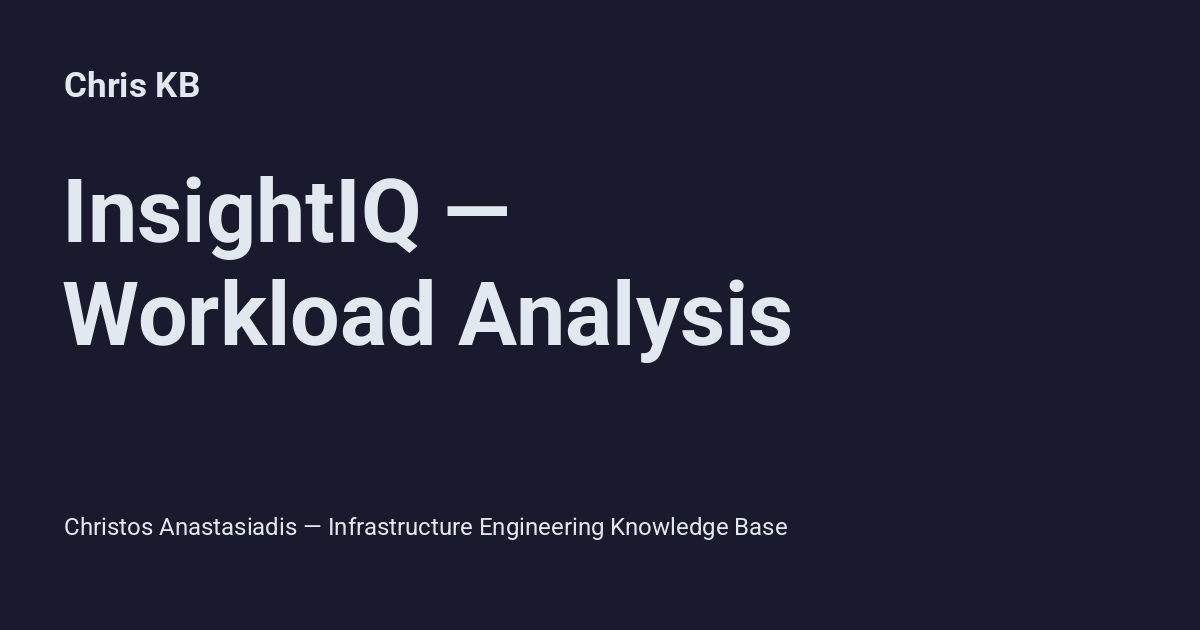 Chris KB
InsightIQ —
Workload Analysis
Christos Anastasiadis — Infrastructure Engineering Knowledge Base